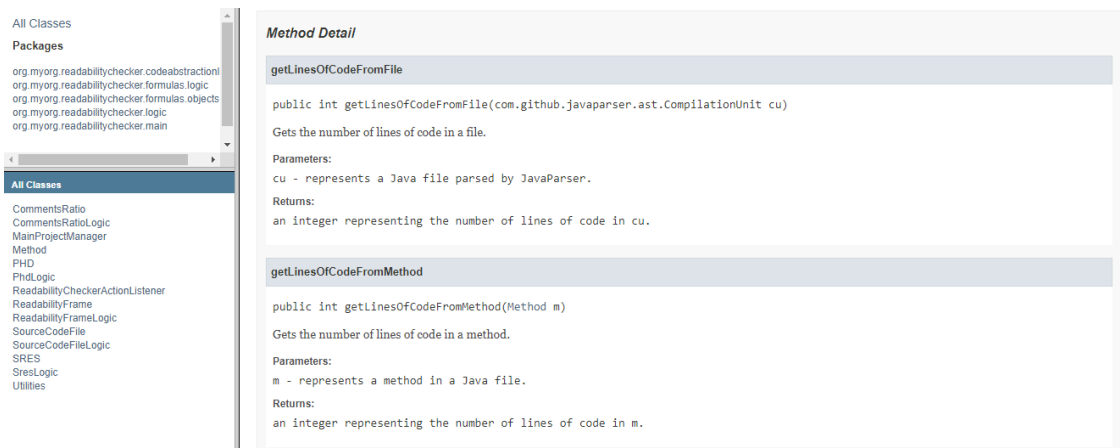 All Classes
Packages
org.myorg.readabilitychecker.codeabstractionl
org.myorg.readabilitychecker.formulas.logic
org.myorg.readabilitychecker.formulas.objects
org.myorg.readabilitychecker.logic
org.myorg.readabilitychecker.main
All Classes
CommentsRatio
CommentsRatioLogic
MainProjectManager
Method
PHD
PhdLogic
ReadabilityCheckerActionListener
ReadabilityFrame
ReadabilityFrameLogic
SourceCodeFile
SourceCodeFileLogic
SRES
SresLogic
Utilities
Method Detail
getLinesOfCodeFromFile
public int getLinesOfCodeFromFile(com.github.javaparser.ast.CompilationUnit cu)
Gets the number of lines of code in a file.
Parameters:
cu - represents a Java file parsed by JavaParser.
Returns:
an integer representing the number of lines of code in cu.
getLinesOfCodeFromMethod
public int getLinesOfCodeFromMethod(Method m)
Gets the number of lines of code in a method.
Parameters:
m - represents a method in a Java file.
Returns:
an integer representing the number of lines of code in m.